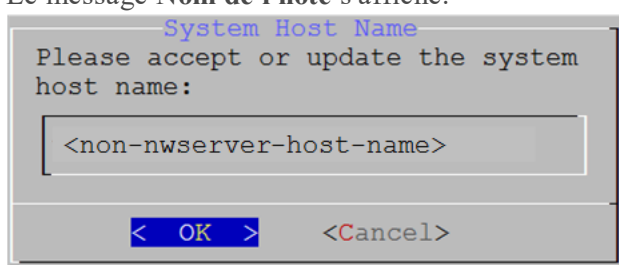 Le message Nom de l'hôte s'affiche.
System Host Name
Please accept or update the system
host name:
<non-nwserver-host-name>
< OK > <Cancel>